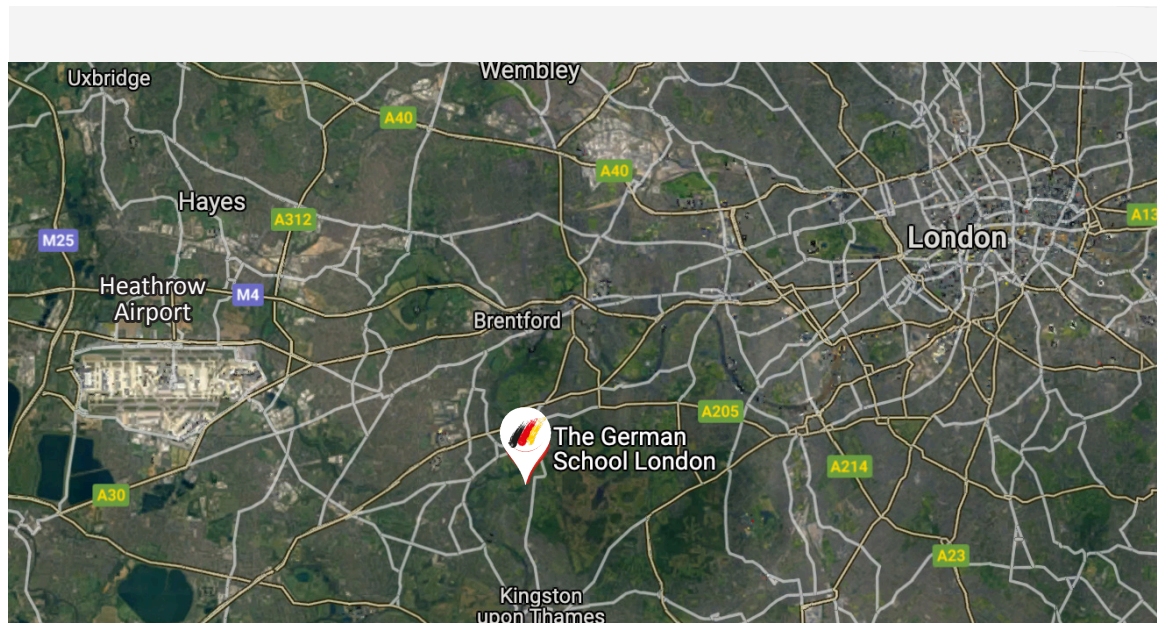 Wembley
Uxbridge
A40
A40
Hayes
A312
A13
M25
London
Heathrow
Airport
M4
Brentford
A205
The German
School London
A214
A30
A23
Kingston
upon Thames